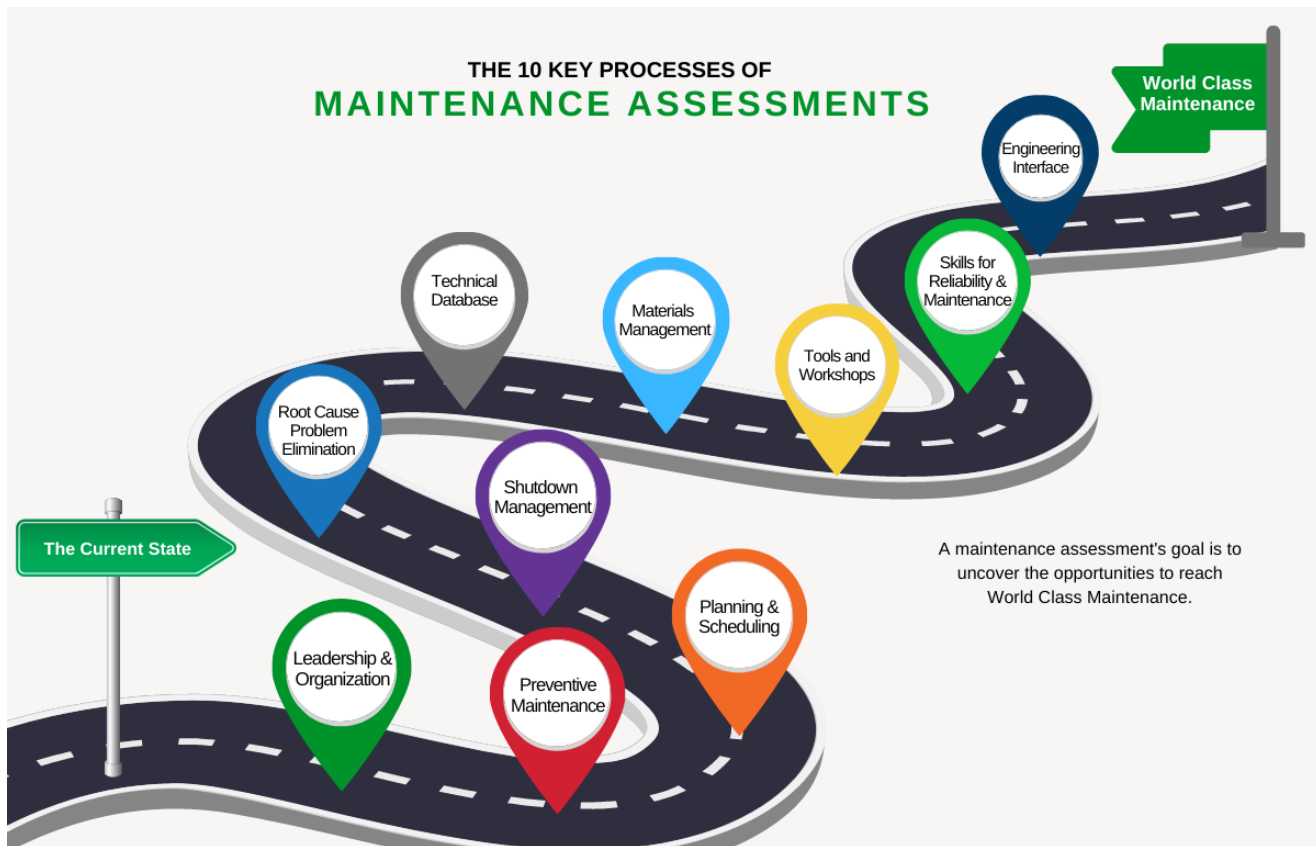 THE 10 KEY PROCESSES OF
MAINTENANCE ASSESSMENTS
World Class
Maintenance
Engineering
Interface
Skills for
Reliability &
Maintenance
Technical
Database
Materials
Management
Tools and
Workshops
Root Cause
Problem
Elimination
Shutdown
Management
The Current State
A maintenance assessment's goal is to
uncover the opportunities to reach
World Class Maintenance.
Planning &
Scheduling
Leadership &
Organization
Preventive
Maintenance